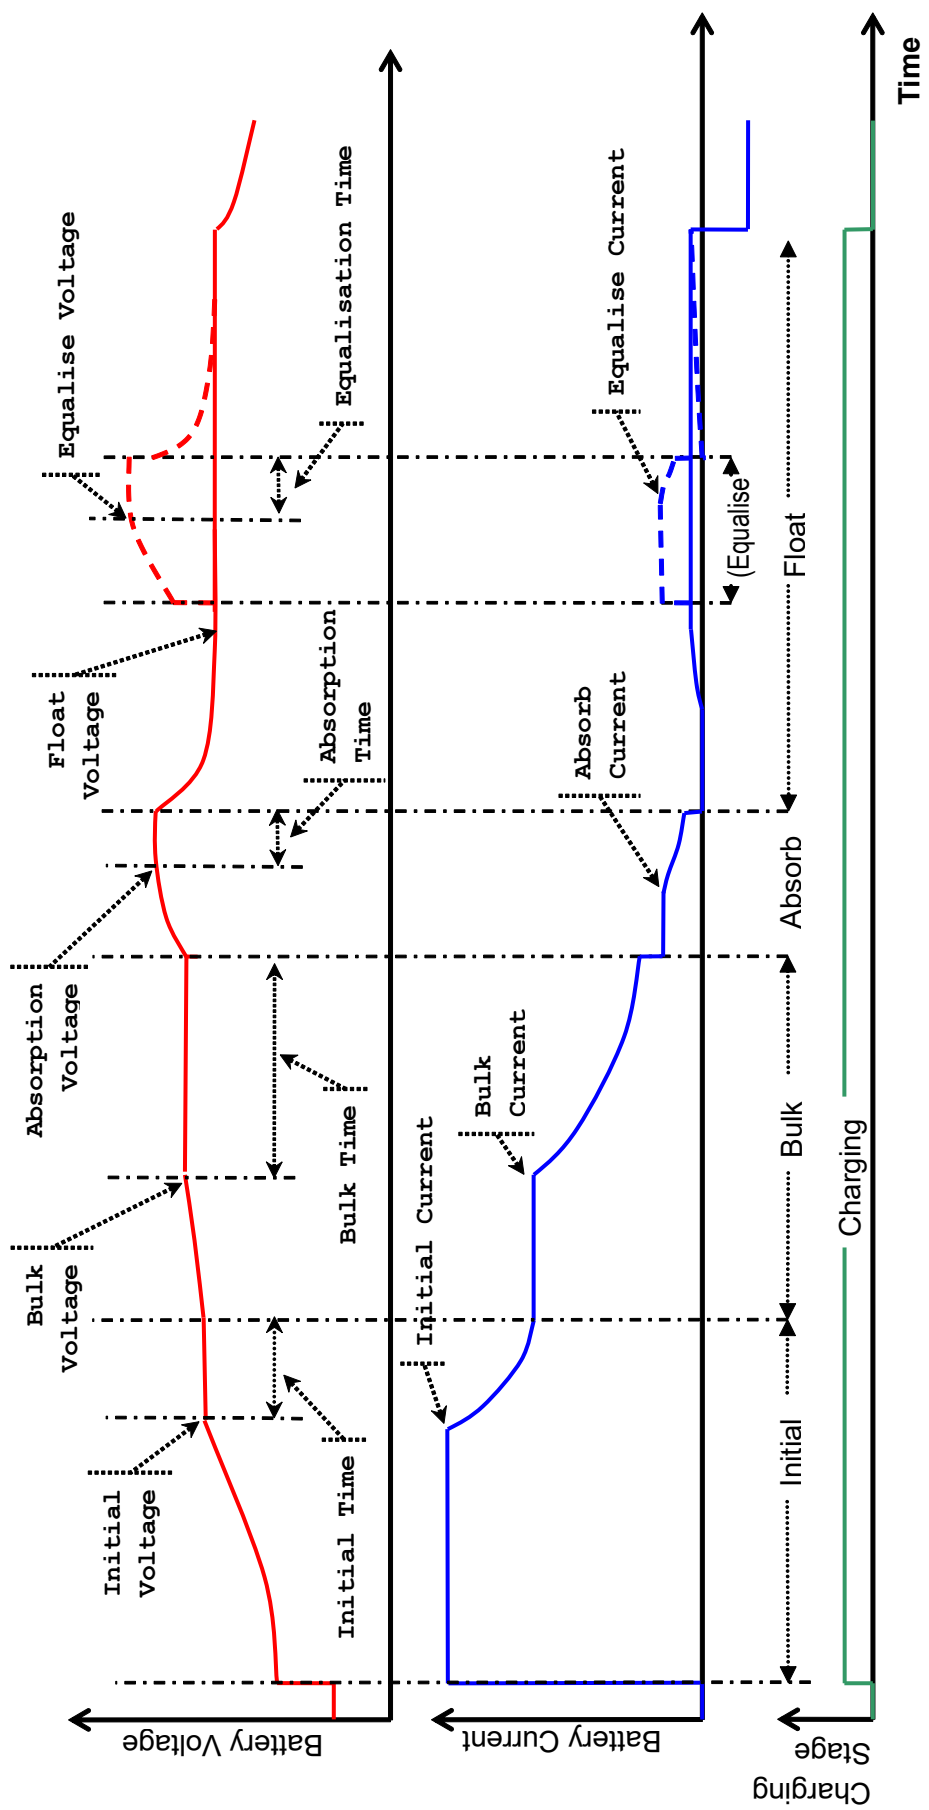 Battery Voltage
Initial
Voltage
Initial Time
Bulk
Voltage
Bulk Time
Absorption
Voltage
Absorption
Time
Float
Voltage
Equalise Voltage
Equalisation Time
Battery Current
Initial Current
Bulk
Current
Absorb
Current
Equalise Current
(Equalise
Initial
Bulk
Absorb
Float
Charging
Stage
Charging
Time